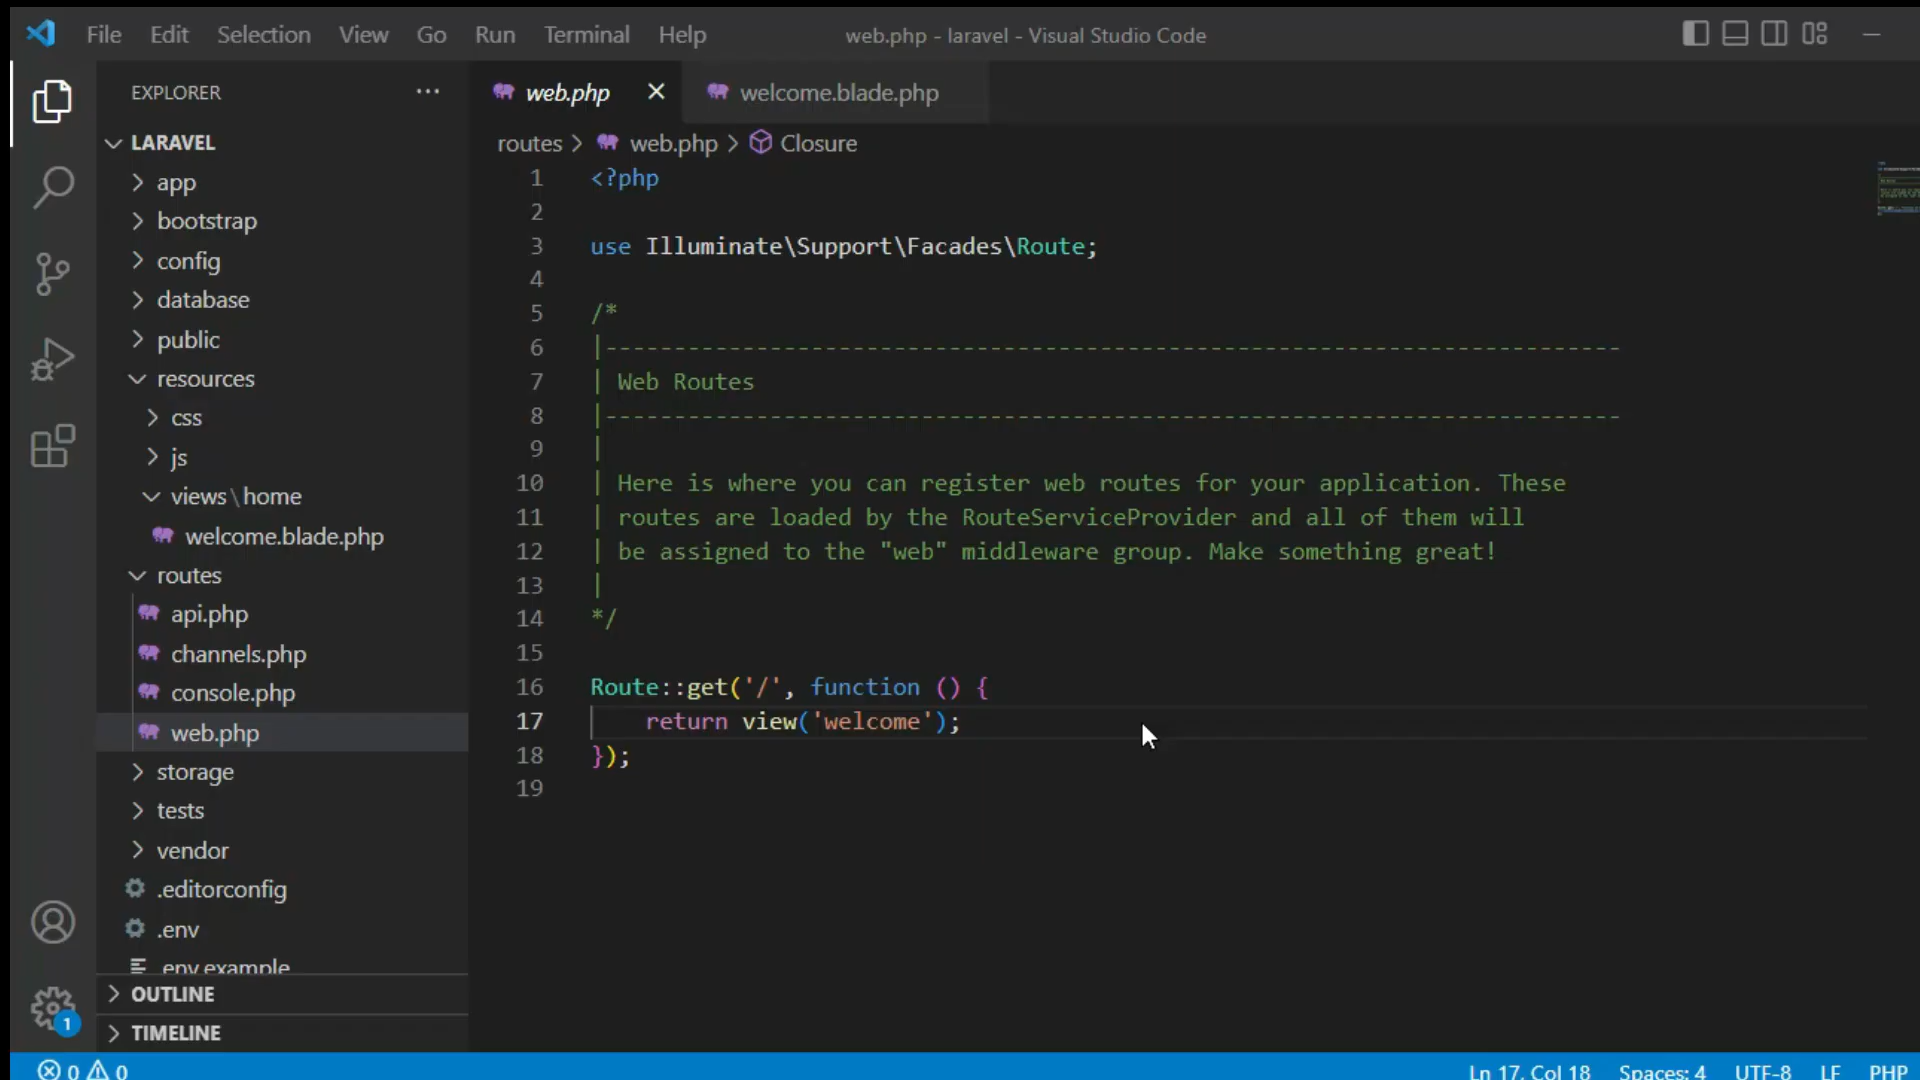 File Edit Selection View Go Run Terminal Help
web.php - laravel - Visual Studio Code
EXPLORER
LARAVEL
app
bootstrap
config
database
public
resources
css
js
views\home
welcome.blade.php
routes
api.php
channels.php
console.php
web.php
storage
tests
vendor
.editorconfig
.env
.env.example
OUTLINE
TIMELINE
web.php welcome.blade.php
routes > web.php > Closure
1 <?php
2
3 use Illuminate\Support\Facades\Route;
4
5 /*
6 |--------------------------------------------------------------------------
7 | Web Routes
8 |--------------------------------------------------------------------------
9 |
10 | Here is where you can register web routes for your application. These
11 | routes are loaded by the RouteServiceProvider and all of them will
12 | be assigned to the "web" middleware group. Make something great!
13 |
14 */
15
16 Route::get('/', function () {
17     return view('welcome');
18 });
19
1
0 0
Ln 17, Col 18 Spaces: 4 UTF-8 LF PHP